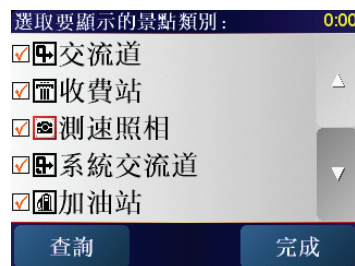 選取要顯示的景點類別： 0:00
交流道
收費站
測速照相
系統交流道
加油站
查詢 完成